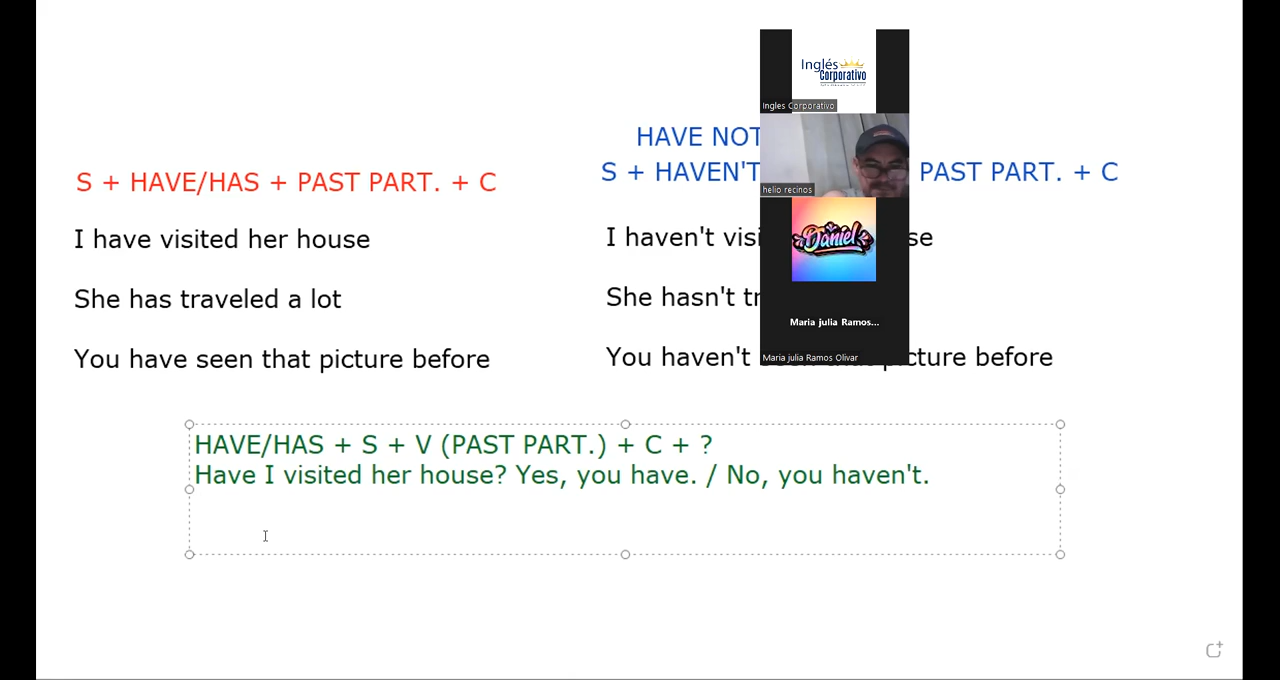 S + HAVE/HAS + PAST PART. + C
I have visited her house
She has traveled a lot
You have seen that picture before
HAVE NOT
S + HAVEN'T PAST PART. + C
I haven't visi se
She hasn't tr
You haven't picture before
HAVE/HAS + S + V (PAST PART.) + C + ?
Have I visited her house? Yes, you have. / No, you haven't.
Inglés
Corporativo
Ingles Corporativo
helio recinos
Daniel
Maria julia Ramos...
Maria julia Ramos Olivar